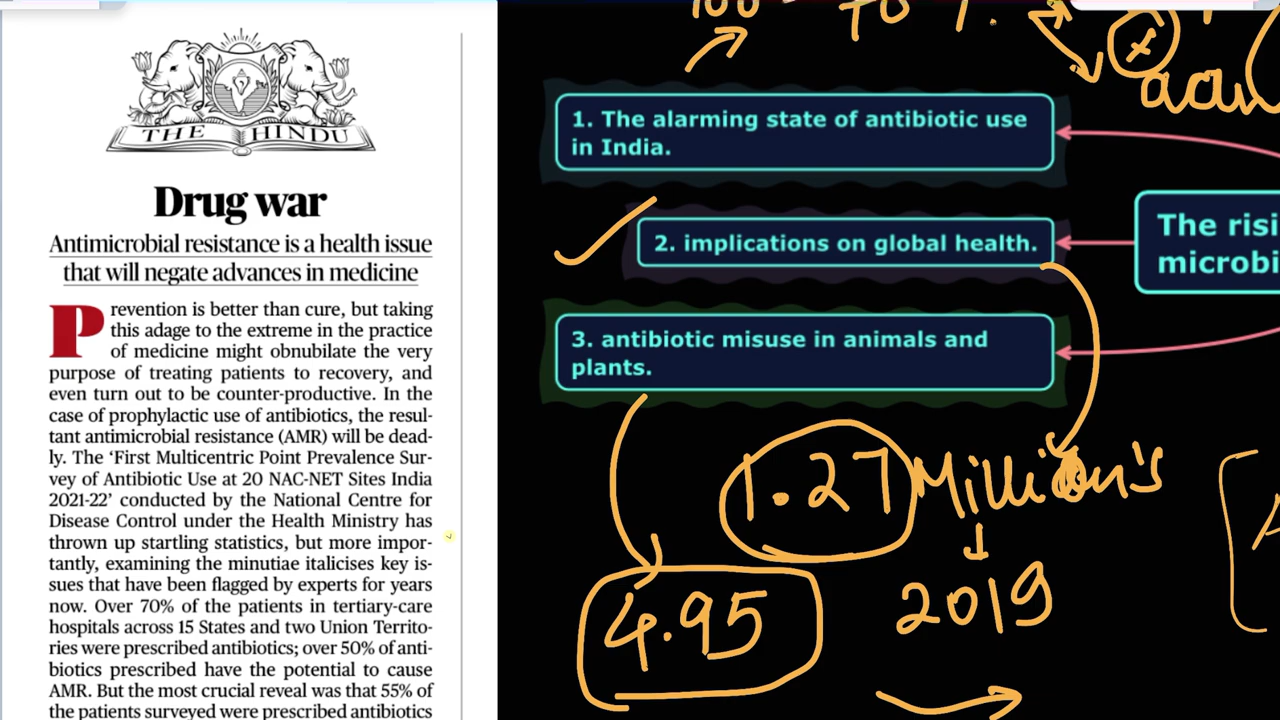 THE HINDU
Drug war
Antimicrobial resistance is a health issue
that will negate advances in medicine
Prevention is better than cure, but taking
this adage to the extreme in the practice
of medicine might obnubilate the very
purpose of treating patients to recovery, and
even turn out to be counter-productive. In the
case of prophylactic use of antibiotics, the resul-
tant antimicrobial resistance (AMR) will be dead-
ly. The ‘First Multicentric Point Prevalence Sur-
vey of Antibiotic Use at 20 NAC-NET Sites India
2021-22’ conducted by the National Centre for
Disease Control under the Health Ministry has
thrown up startling statistics, but more impor-
tantly, examining the minutiae italicises key is-
sues that have been flagged by experts for years
now. Over 70% of the patients in tertiary-care
hospitals across 15 States and two Union Territo-
ries were prescribed antibiotics; over 50% of anti-
biotics prescribed have the potential to cause
AMR. But the most crucial reveal was that 55% of
the patients surveyed were prescribed antibiotics
100 - 70 %.
1. The alarming state of antibiotic use
in India.
2. implications on global health.
3. antibiotic misuse in animals and
plants.
The risi
microbi
1.27 Million's
2019
4.95